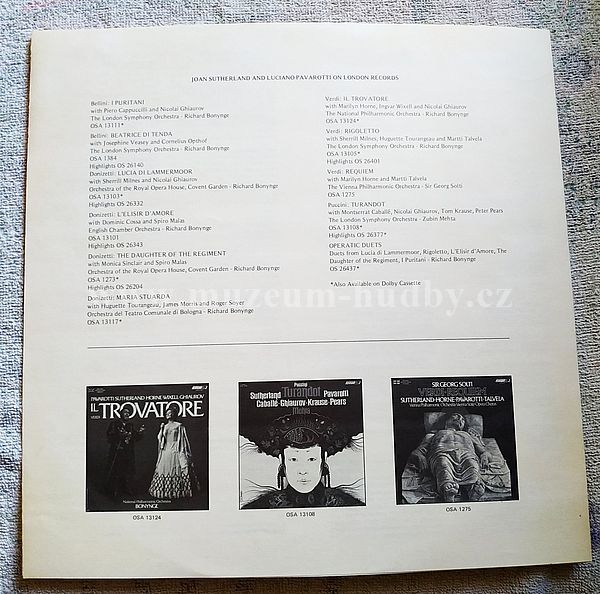 JOAN SUTHERLAND AND LUCIANO PAVAROTTI ON LONDON RECORDS
Bellini: I PURITANI
with Piero Cappuccilli and Nicolai Ghiaurov
The London Symphony Orchestra - Richard Bonynge
OSA 13111*
Bellini: BEATRICE DI TENDA
with Josephine Veasey and Cornelius Opthof
The London Symphony Orchestra - Richard Bonynge
OSA 1384
Highlights OS 26140
Donizetti: LUCIA DI LAMMERMOOR
with Sherrill Milnes and Nicolai Ghiaurov
Orchestra of the Royal Opera House, Covent Garden - Richard Bonynge
OSA 13103*
Highlights OS 26332
Donizetti: L'ELISIR D'AMORE
with Dominic Cossa and Spiro Malas
English Chamber Orchestra - Richard Bonynge
OSA 13101
Highlights OS 26343
Donizetti: THE DAUGHTER OF THE REGIMENT
with Monica Sinclair and Spiro Malas
Orchestra of the Royal Opera House, Covent Garden - Richard Bonynge
OSA 1273*
Highlights OS 26204
Donizetti: MARIA STUARDA
with Huguette Tourangeau, James Morris and Roger Soyer
Orchestra del Teatro Comunale di Bologna - Richard Bonynge
OSA 13117*
Verdi: IL TROVATORE
with Marilyn Horne, Ingvar Wixell and Nicolai Ghiaurov
The National Philharmonic Orchestra - Richard Bonynge
OSA 13124*
Verdi: RIGOLETTO
with Sherrill Milnes, Huguette Tourangeau and Martti Talvela
The London Symphony Orchestra - Richard Bonynge
OSA 13105*
Highlights OS 26401
Verdi: REQUIEM
with Marilyn Horne and Martti Talvela
The Vienna Philharmonic Orchestra - Sir Georg Solti
OSA 1275
Puccini: TURANDOT
with Montserrat Caballé, Nicolai Ghiaurov, Tom Krause, Peter Pears
The London Symphony Orchestra - Zubin Mehta
OSA 13108*
Highlights OS 26377*
OPERATIC DUETS
Duets from Lucia di Lammermoor, Rigoletto, L'Elisir d'Amore, The
Daughter of the Regiment, I Puritani - Richard Bonynge
OS 26437*
*Also Available on Dolby Cassette
muzeum-hudby.cz
PAVAROTTI SUTHERLAND HORNE WIXELL GHIAUROV
IL TROVATORE
VERDI
National Philharmonic Orchestra
BONYNGE
OSA 13124
Puccini
Turandot
Sutherland Pavarotti
Caballé·Ghiaurov·Krause·Pears
Mehta
OSA 13108
SIR GEORG SOLTI
VERDI REQUIEM
SUTHERLAND·HORNE·PAVAROTTI·TALVELA
OSA 1275